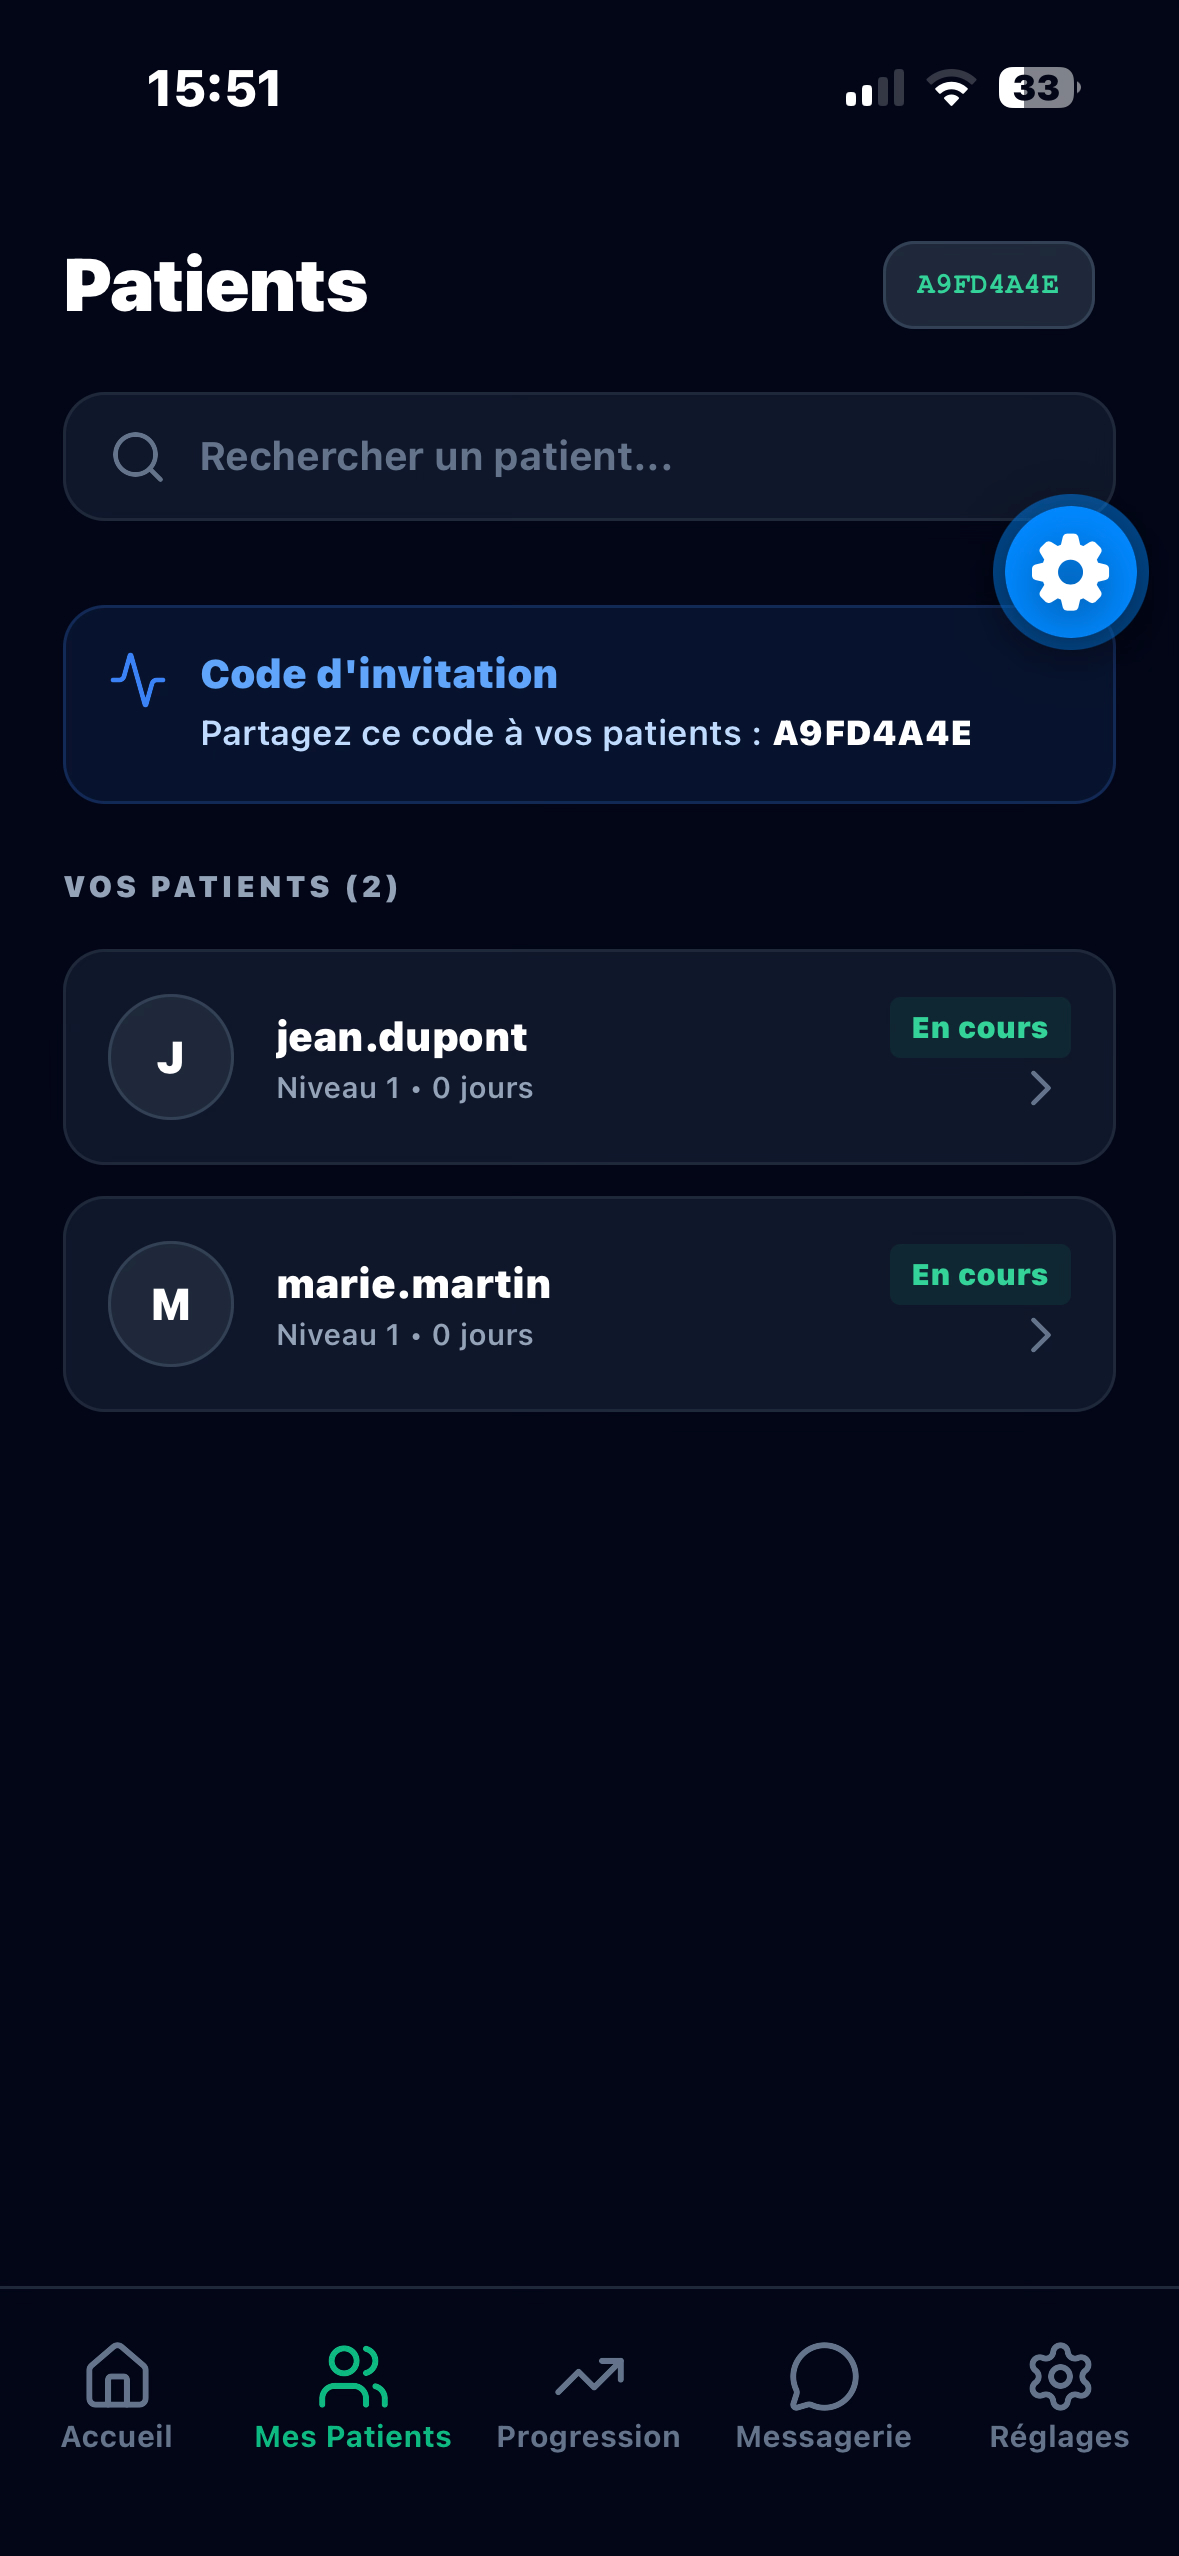 15:51
33
Patients
A9FD4A4E
Rechercher un patient...
Code d'invitation
Partagez ce code à vos patients : A9FD4A4E
VOS PATIENTS (2)
J
jean.dupont
Niveau 1 • 0 jours
En cours
M
marie.martin
Niveau 1 • 0 jours
En cours
Accueil
Mes Patients
Progression
Messagerie
Réglages